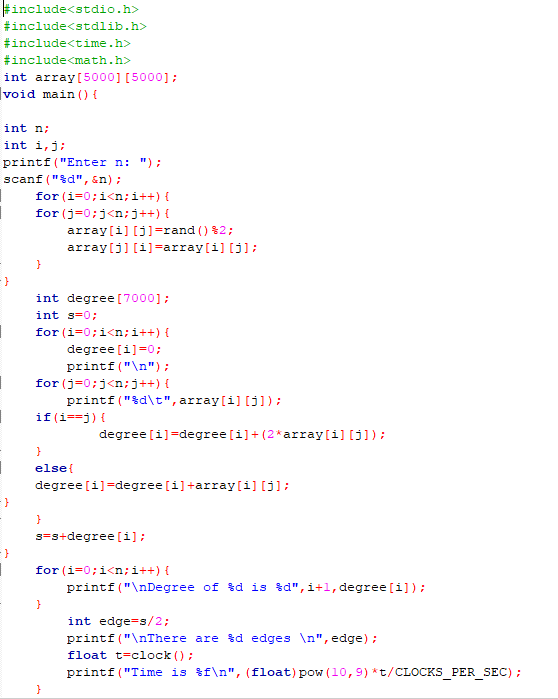 #include<stdio.h>
#include<stdlib.h>
#include<time.h>
#include<math.h>
int array[5000][5000];
void main(){

int n;
int i,j;
printf("Enter n: ");
scanf("%d",&n);
    for(i=0;i<n;i++){
    for(j=0;j<n;j++){
        array[i][j]=rand()%2;
        array[j][i]=array[i][j];
    }
}
    int degree[7000];
    int s=0;
    for(i=0;i<n;i++){
        degree[i]=0;
        printf("\n");
    for(j=0;j<n;j++){
        printf("%d\t",array[i][j]);
    if(i==j){
            degree[i]=degree[i]+(2*array[i][j]);
    }
    else{
    degree[i]=degree[i]+array[i][j];
}
    }
    s=s+degree[i];
}
    for(i=0;i<n;i++){
        printf("\nDegree of %d is %d",i+1,degree[i]);
    }
        int edge=s/2;
        printf("\nThere are %d edges \n",edge);
        float t=clock();
        printf("Time is %f\n",(float)pow(10,9)*t/CLOCKS_PER_SEC);
    }